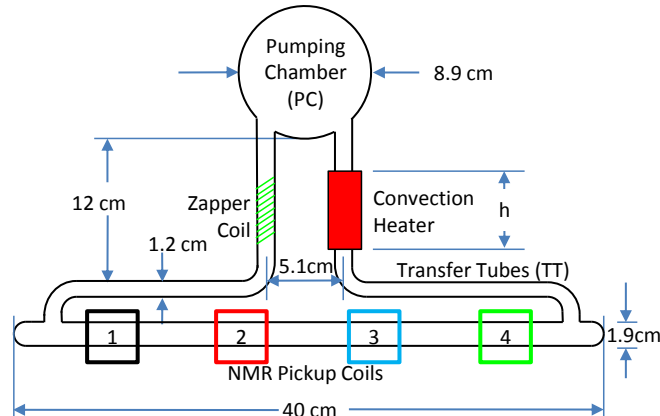 Pumping
Chamber
(PC)
8.9 cm
12 cm
Zapper
Coil
Convection
Heater
h
1.2 cm
5.1cm
Transfer Tubes (TT)
1
2
3
4
1.9cm
NMR Pickup Coils
40 cm